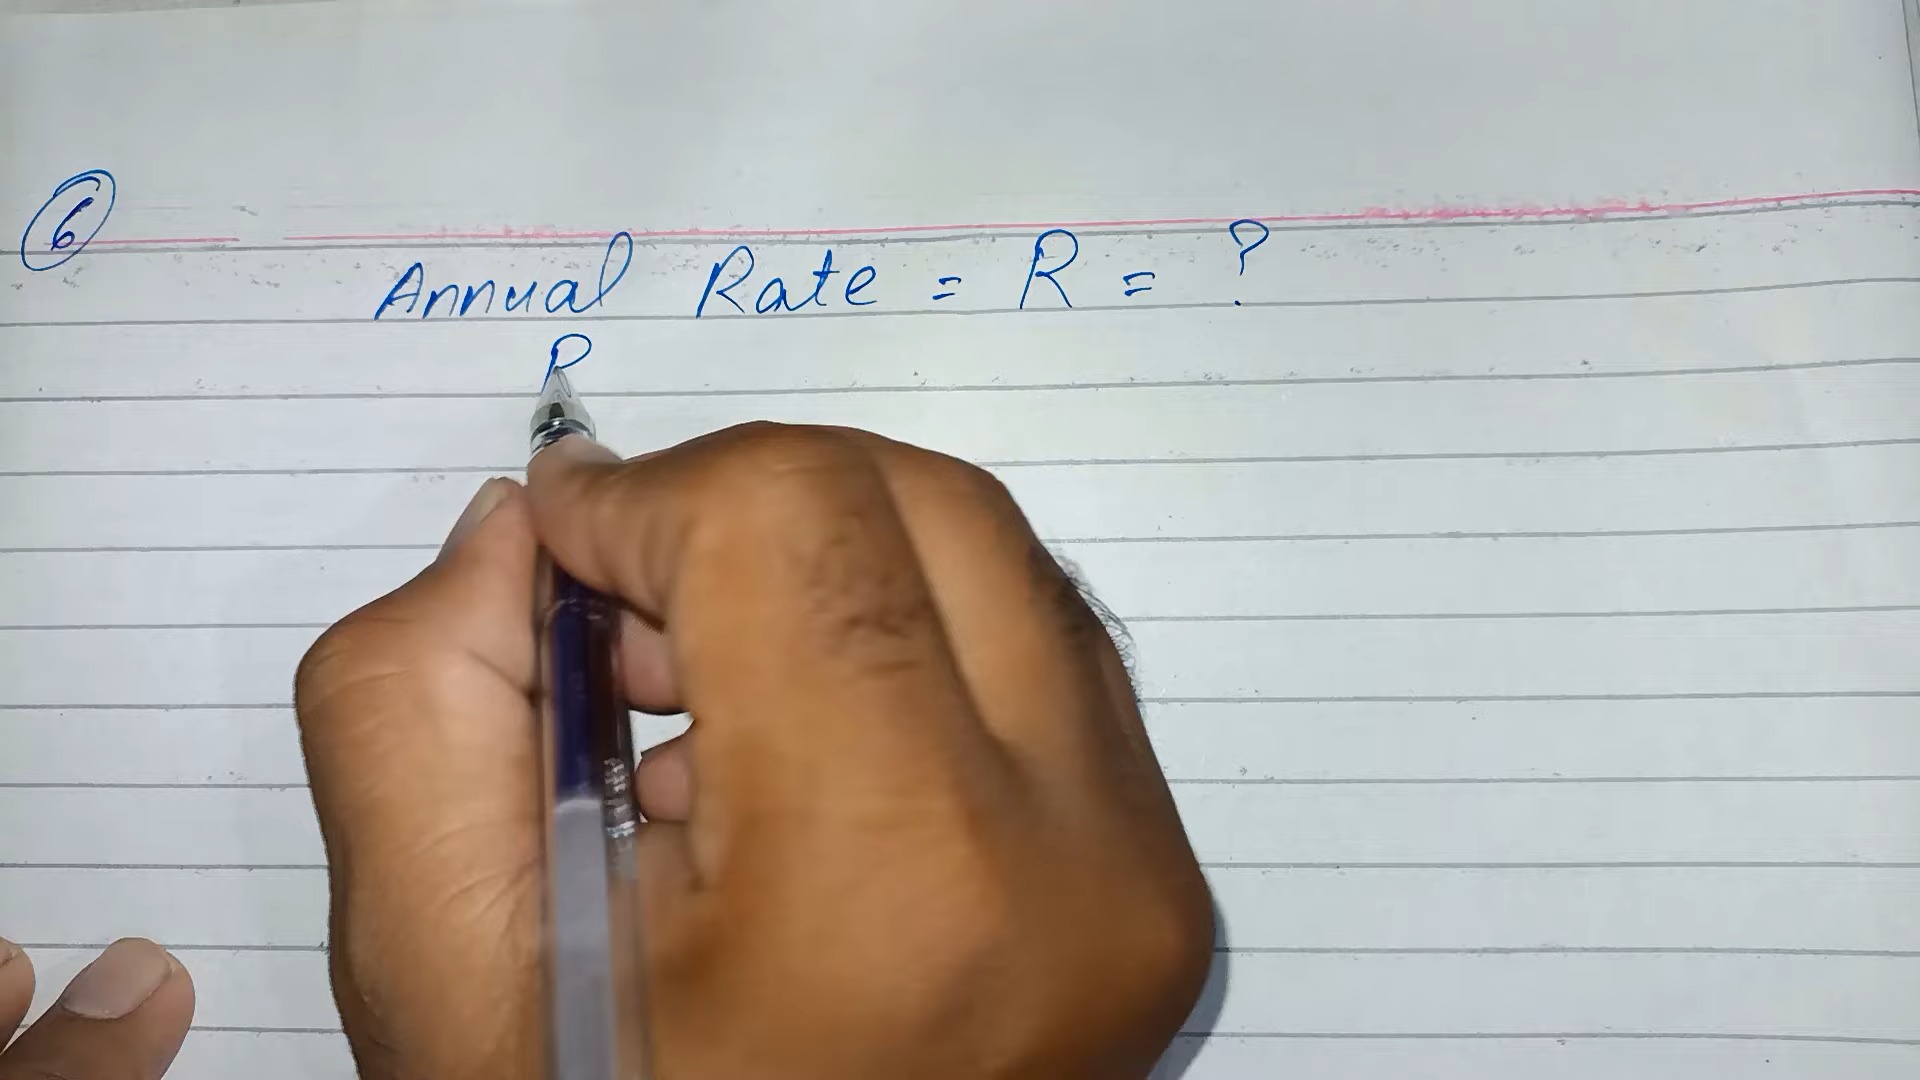 6
Annual Rate = R = ?
P